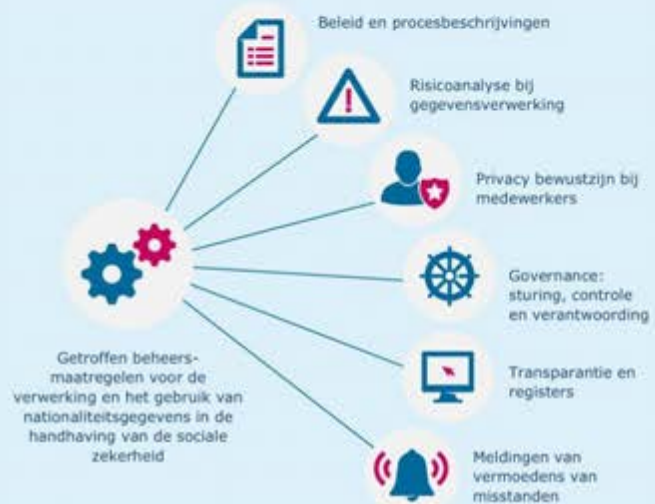 Beleid en procesbeschrijvingen
Risicoanalyse bij
gegevensverwerking
Privacy bewustzijn bij
medewerkers
Governance:
sturing, controle
en verantwoording
Getroffen beheers-
maatregelen voor de
verwerking en het gebruik van
nationaliteitsgegevens in de
handhaving van de sociale
zekerheid
Transparantie en
registers
Meldingen van
vermoedens van
misstanden